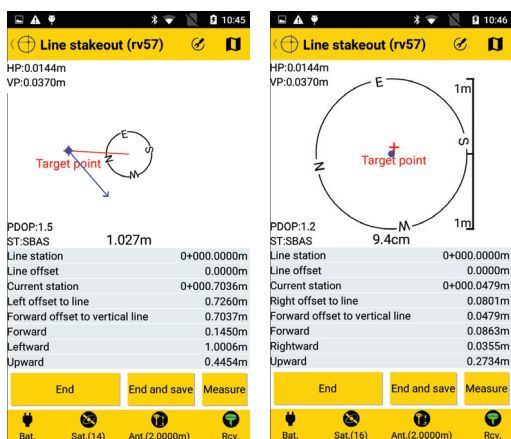 10:45
Line stakeout (rv57)
HP:0.0144m
VP:0.0370m
E
S
N
W
Target point
PDOP:1.5
ST:SBAS
1.027m
Line station 0+000.0000m
Line offset 0.0000m
Current station 0+000.7036m
Left offset to line 0.7260m
Forward offset to vertical line 0.7037m
Forward 0.1450m
Leftward 1.0006m
Upward 0.4454m
End End and save Measure
Bat. Sat.(14) Ant.(2.0000m) Rcv.
10:46
Line stakeout (rv57)
HP:0.0144m
VP:0.0370m
E
1m
S
N
Target point
W
1m
PDOP:1.2
ST:SBAS
9.4cm
Line station 0+000.0000m
Line offset 0.0000m
Current station 0+000.0479m
Right offset to line 0.0801m
Forward offset to vertical line 0.0479m
Forward 0.0863m
Rightward 0.0355m
Upward 0.2734m
End End and save Measure
Bat. Sat.(16) Ant.(2.0000m) Rcv.